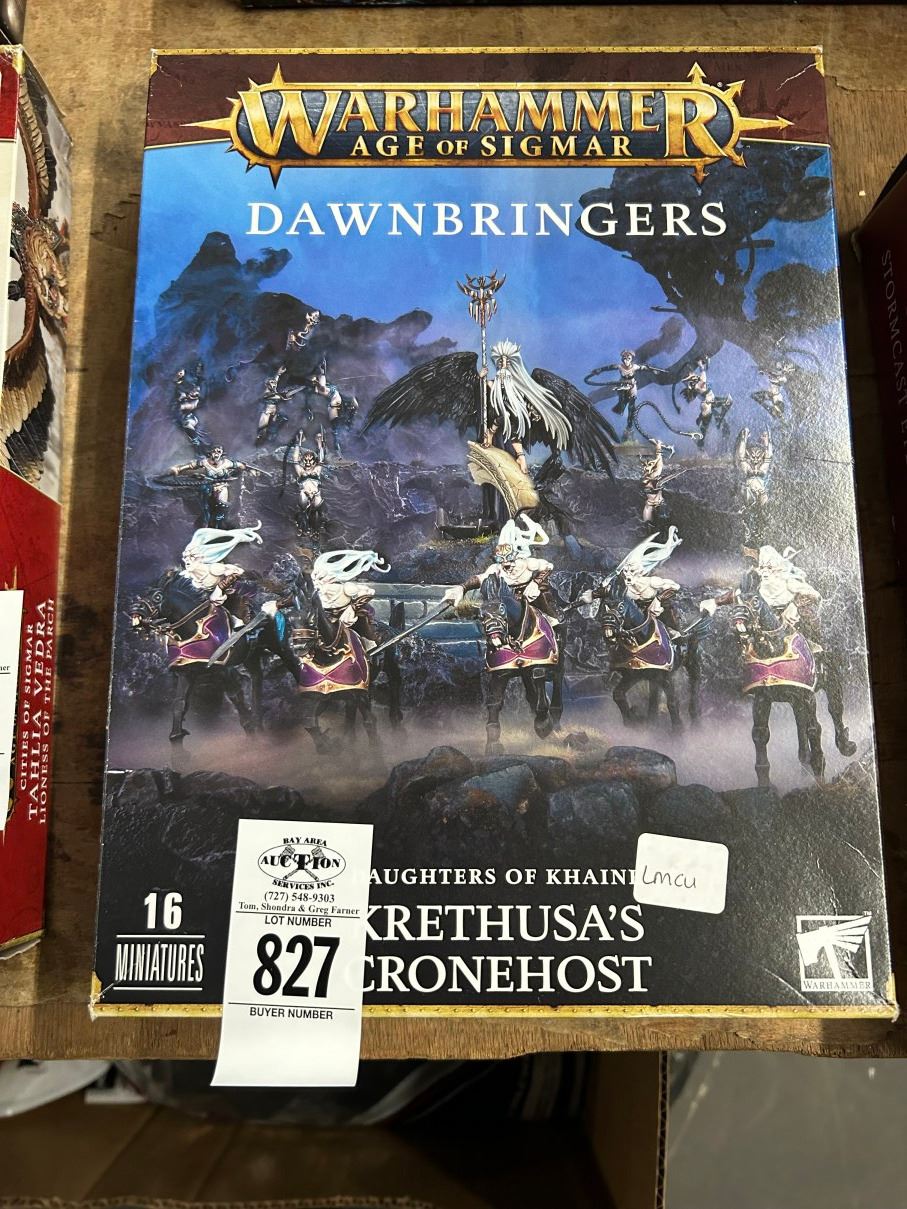 WARHAMMER
AGE OF SIGMAR
DAWNBRINGERS
DAUGHTERS OF KHAINE
Lmcu
KRETHUSA'S
CRONEHOST
16
MINIATURES
WARHAMMER
BAY AREA
AUCTION
SERVICES INC.
(727) 548-9303
Tom, Shondra & Greg Farner
LOT NUMBER
827
BUYER NUMBER
CITIES OF SIGMAR
TAHLIA VEDRA
LIONESS OF THE PARCH
STORMCAST